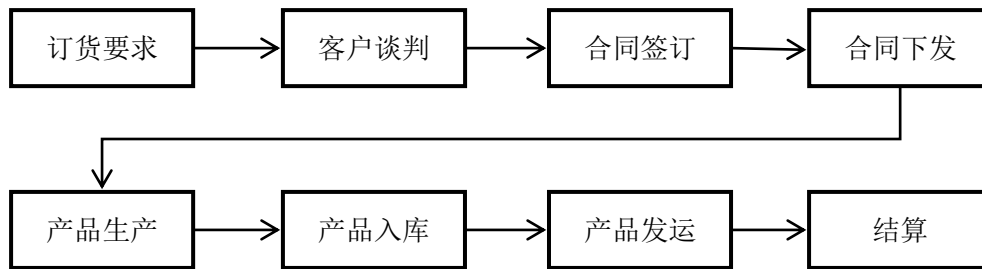 订货要求
客户谈判
合同签订
合同下发
产品生产
产品入库
产品发运
结算